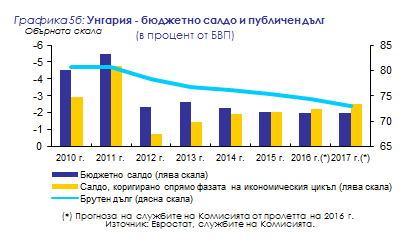 Графика 5б: Унгария - бюджетно салдо и публичен дълг
(в процент от БВП)
Обърната скала
-6
-5
-4
-3
-2
-1
0
85
80
75
70
65
2010 г. 2011 г. 2012 г. 2013 г. 2014 г. 2015 г. 2016 г.(*) 2017 г.(*)
Бюджетно салдо (лява скала)
Салдо, коригирано спрямо фазата на икономическия цикъл (лява скала)
Брутен дълг (дясна скала)
(*) Прогноза на службите на Комисията от пролетта на 2016 г.
Източник: Евростат, службите на Комисията.